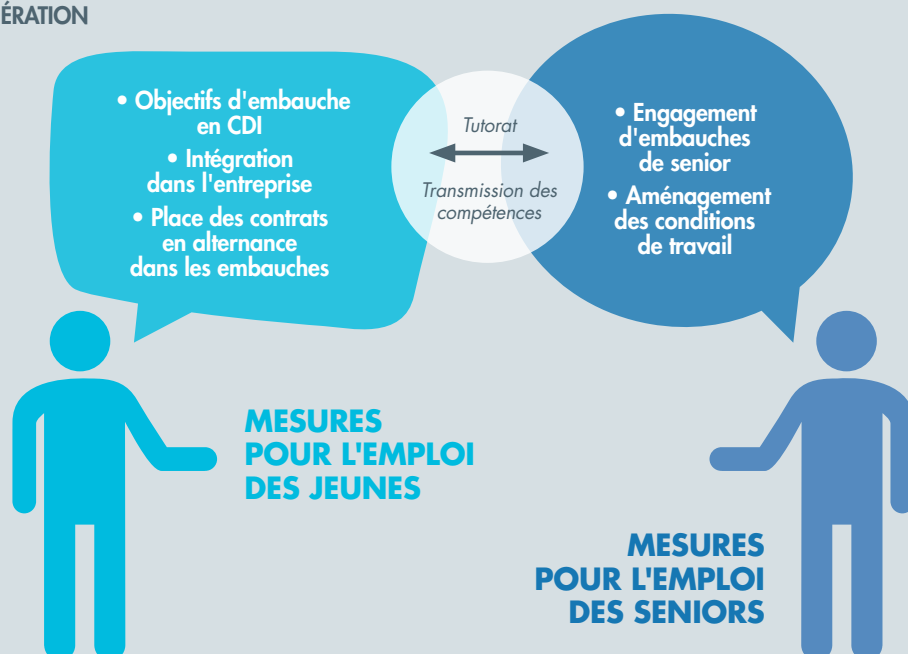 ÉRATION
• Objectifs d'embauche
en CDI
• Intégration
dans l'entreprise
• Place des contrats
en alternance
dans les embauches
Tutorat
Transmission des
compétences
• Engagement
d'embauches
de senior
• Aménagement
des conditions
de travail
MESURES
POUR L'EMPLOI
DES JEUNES
MESURES
POUR L'EMPLOI
DES SENIORS